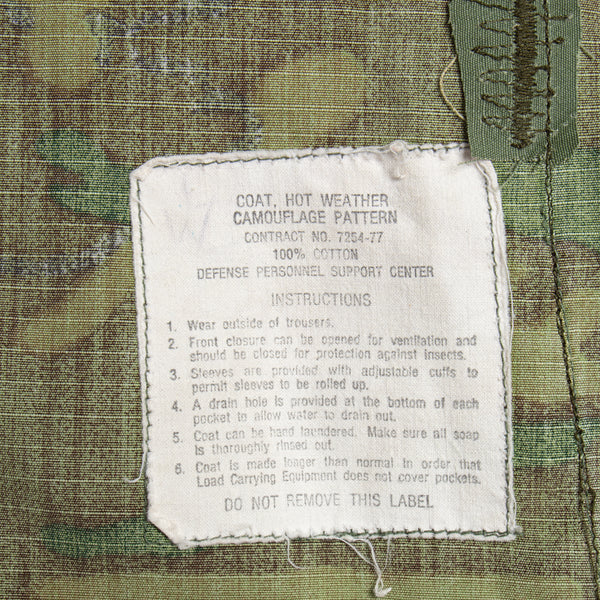 COAT, HOT WEATHER
CAMOUFLAGE PATTERN
CONTRACT NO. 7254-77
100% COTTON
DEFENSE PERSONNEL SUPPORT CENTER
INSTRUCTIONS
1. Wear outside of trousers.
2. Front closure can be opened for ventilation and
should be closed for protection against insects.
3. Sleeves are provided with adjustable cuffs to
permit sleeves to be rolled up.
4. A drain hole is provided at the bottom of each
pocket to allow water to drain out.
5. Coat can be hand laundered. Make sure all soap
is thoroughly rinsed out.
6. Coat is made longer than normal in order that
Load Carrying Equipment does not cover pockets.
DO NOT REMOVE THIS LABEL